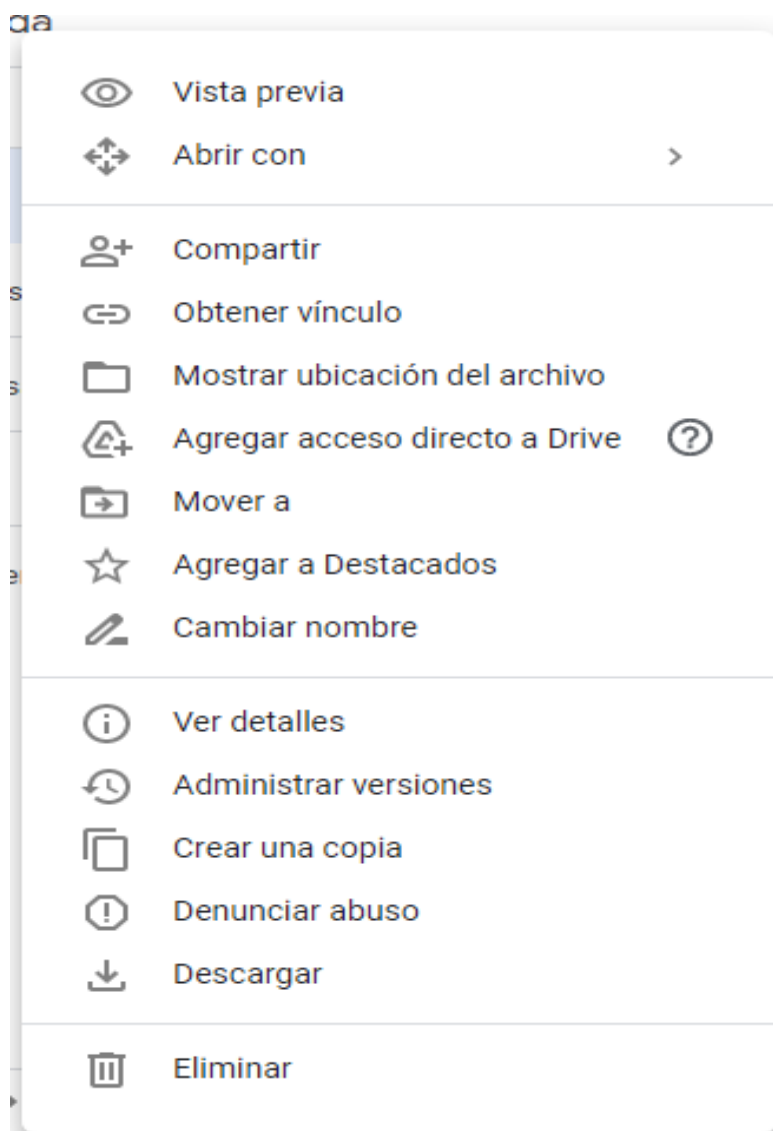 Vista previa
Abrir con
Compartir
Obtener vínculo
Mostrar ubicación del archivo
Agregar acceso directo a Drive
Mover a
Agregar a Destacados
Cambiar nombre
Ver detalles
Administrar versiones
Crear una copia
Denunciar abuso
Descargar
Eliminar